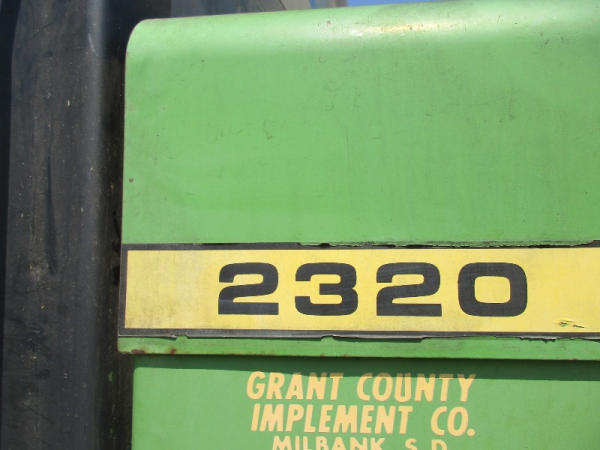 2320
GRANT COUNTY
IMPLEMENT CO.
MILBANK, S.D.